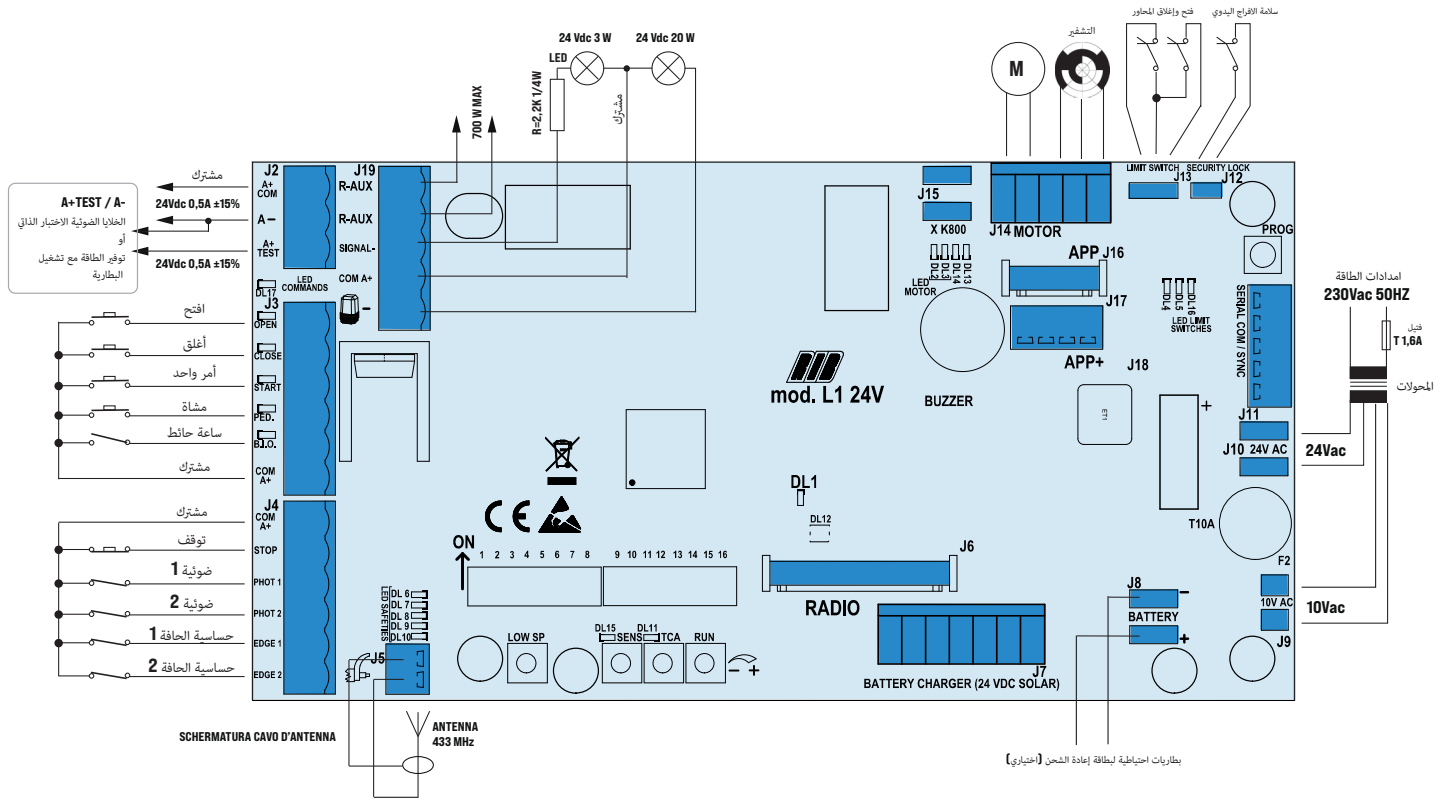 سلامة الافراج اليدوي
فتح وإغلاق المحاور
التشفير
24 Vdc 3 W
24 Vdc 20 W
LED
R=2,2K 1/4W
مشترك
700 W MAX
M
LIMIT SWITCH
SECURITY LOCK
J13
J12
J2
A+
COM
A -
A+
TEST
J19
R-AUX
R-AUX
SIGNAL-
COM A+
-
مشترك
24Vdc 0,5A ±15%
24Vdc 0,5A ±15%
A+TEST / A-
الخلايا الضوئية الاختبار الذاتي
أو
توفير الطاقة مع تشغيل
البطارية
LED
COMMANDS
DL17
J3
OPEN
CLOSE
START
PED.
B.I.O.
COM
A+
افتح
أغلق
أمر واحد
مشاة
ساعة حائط
مشترك
J4
COM
A+
STOP
PHOT 1
PHOT 2
EDGE 1
EDGE 2
مشترك
توقف
ضوئية 1
ضوئية 2
حساسية الحافة 1
حساسية الحافة 2
J15
X K800
J14 MOTOR
DL2
DL3
DL14
DL13
LED
MOTOR
APP
J16
J17
APP+
PROG
DL4
DL5
DL16
LED LIMIT
SWITCHES
SERIAL COM / SYNC
امدادات الطاقة
230Vac 50HZ
فتيل
T 1,6A
المحولات
mod. L1 24V
BUZZER
J18
ET1
+
J11
J10 24V AC
24Vac
DL1
DL12
T10A
F2
10V AC
J9
10Vac
CE
ON
1 2 3 4 5 6 7 8
9 10 11 12 13 14 15 16
J6
RADIO
J8
-
BATTERY
+
LED SAFETIES
DL 6
DL 7
DL 8
DL 9
DL10
J5
LOW SP
DL15
SENS
DL11
TCA
RUN
- +
J7
BATTERY CHARGER (24 VDC SOLAR)
SCHERMATURA CAVO D'ANTENNA
ANTENNA
433 MHz
بطاريات احتياطية لبطاقة إعادة الشحن (اختياري)